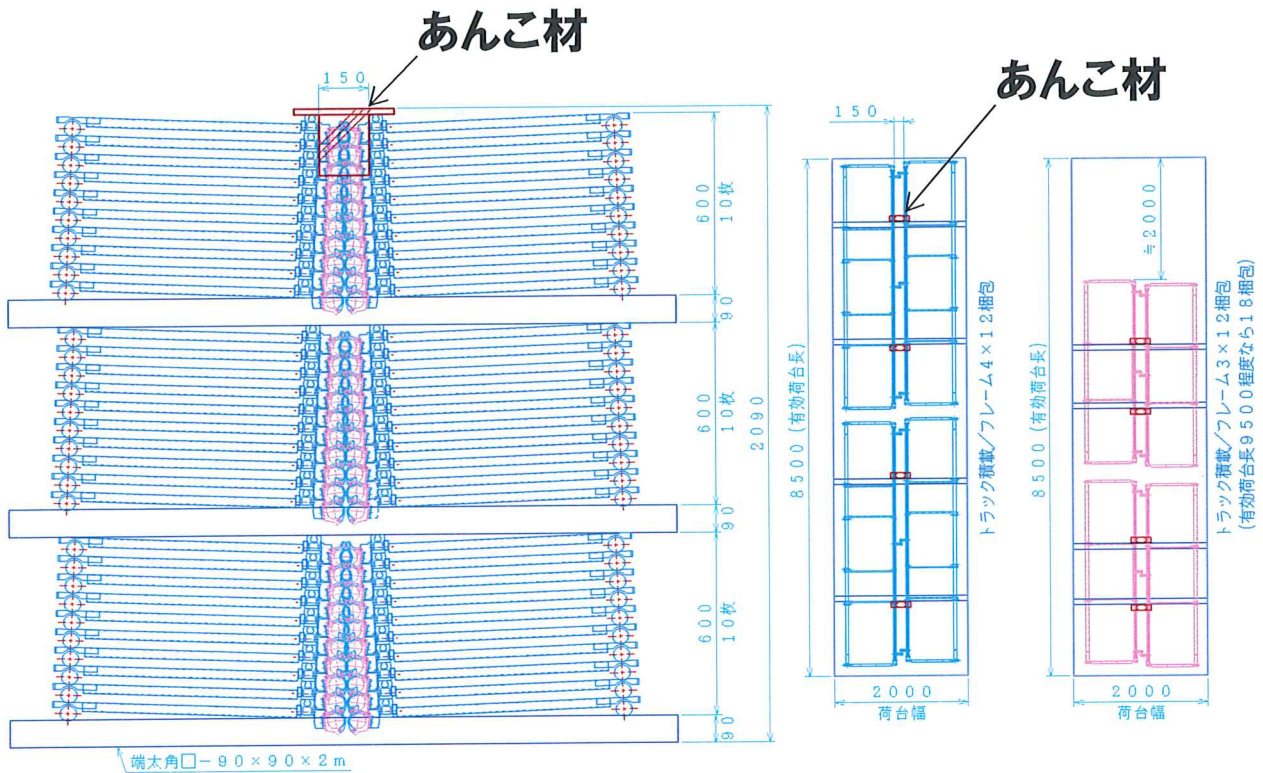 あんこ材
150
600
10枚
90
600
10枚
90
600
10枚
90
2090
端太角□-90×90×2m
あんこ材
150
8500(有効荷台長)
2000
荷台幅
トラック積載/フレーム4×12梱包
8500(有効荷台長)
≒2000
2000
荷台幅
トラック積載/フレーム3×12梱包
(有効荷台長9500程度なら18梱包)